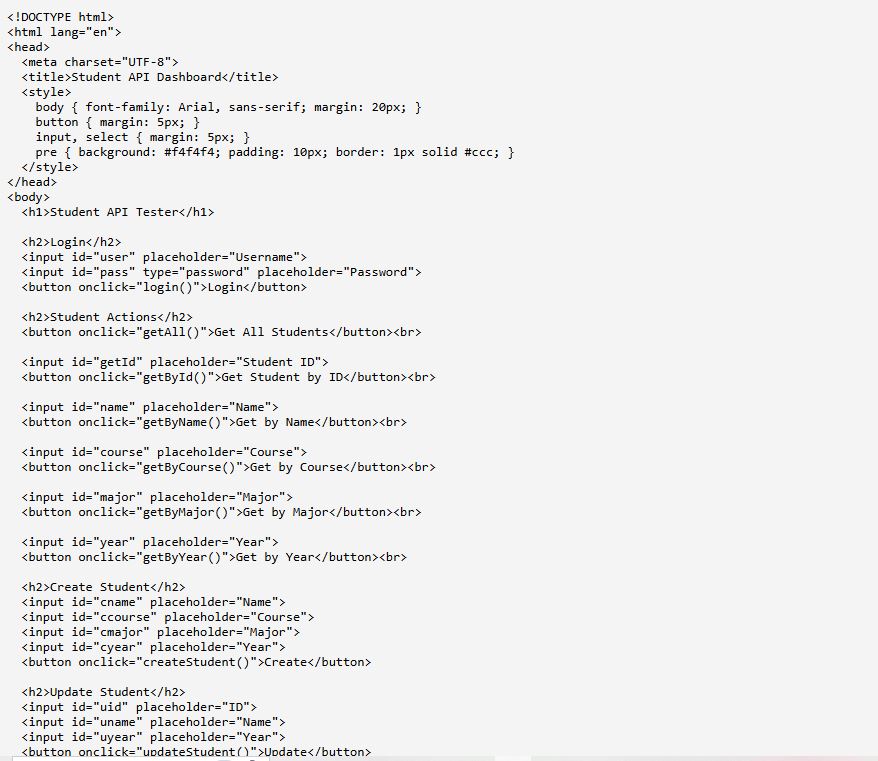 <!DOCTYPE html>
<html lang="en">
<head>
  <meta charset="UTF-8">
  <title>Student API Dashboard</title>
  <style>
    body { font-family: Arial, sans-serif; margin: 20px; }
    button { margin: 5px; }
    input, select { margin: 5px; }
    pre { background: #f4f4f4; padding: 10px; border: 1px solid #ccc; }
  </style>
</head>
<body>
  <h1>Student API Tester</h1>

  <h2>Login</h2>
  <input id="user" placeholder="Username">
  <input id="pass" type="password" placeholder="Password">
  <button onclick="login()">Login</button>

  <h2>Student Actions</h2>
  <button onclick="getAll()">Get All Students</button><br>

  <input id="getId" placeholder="Student ID">
  <button onclick="getById()">Get Student by ID</button><br>

  <input id="name" placeholder="Name">
  <button onclick="getByName()">Get by Name</button><br>

  <input id="course" placeholder="Course">
  <button onclick="getByCourse()">Get by Course</button><br>

  <input id="major" placeholder="Major">
  <button onclick="getByMajor()">Get by Major</button><br>

  <input id="year" placeholder="Year">
  <button onclick="getByYear()">Get by Year</button><br>

  <h2>Create Student</h2>
  <input id="cname" placeholder="Name">
  <input id="ccourse" placeholder="Course">
  <input id="cmajor" placeholder="Major">
  <input id="cyear" placeholder="Year">
  <button onclick="createStudent()">Create</button>

  <h2>Update Student</h2>
  <input id="uid" placeholder="ID">
  <input id="uname" placeholder="Name">
  <input id="uyear" placeholder="Year">
  <button onclick="updateStudent()">Update</button>